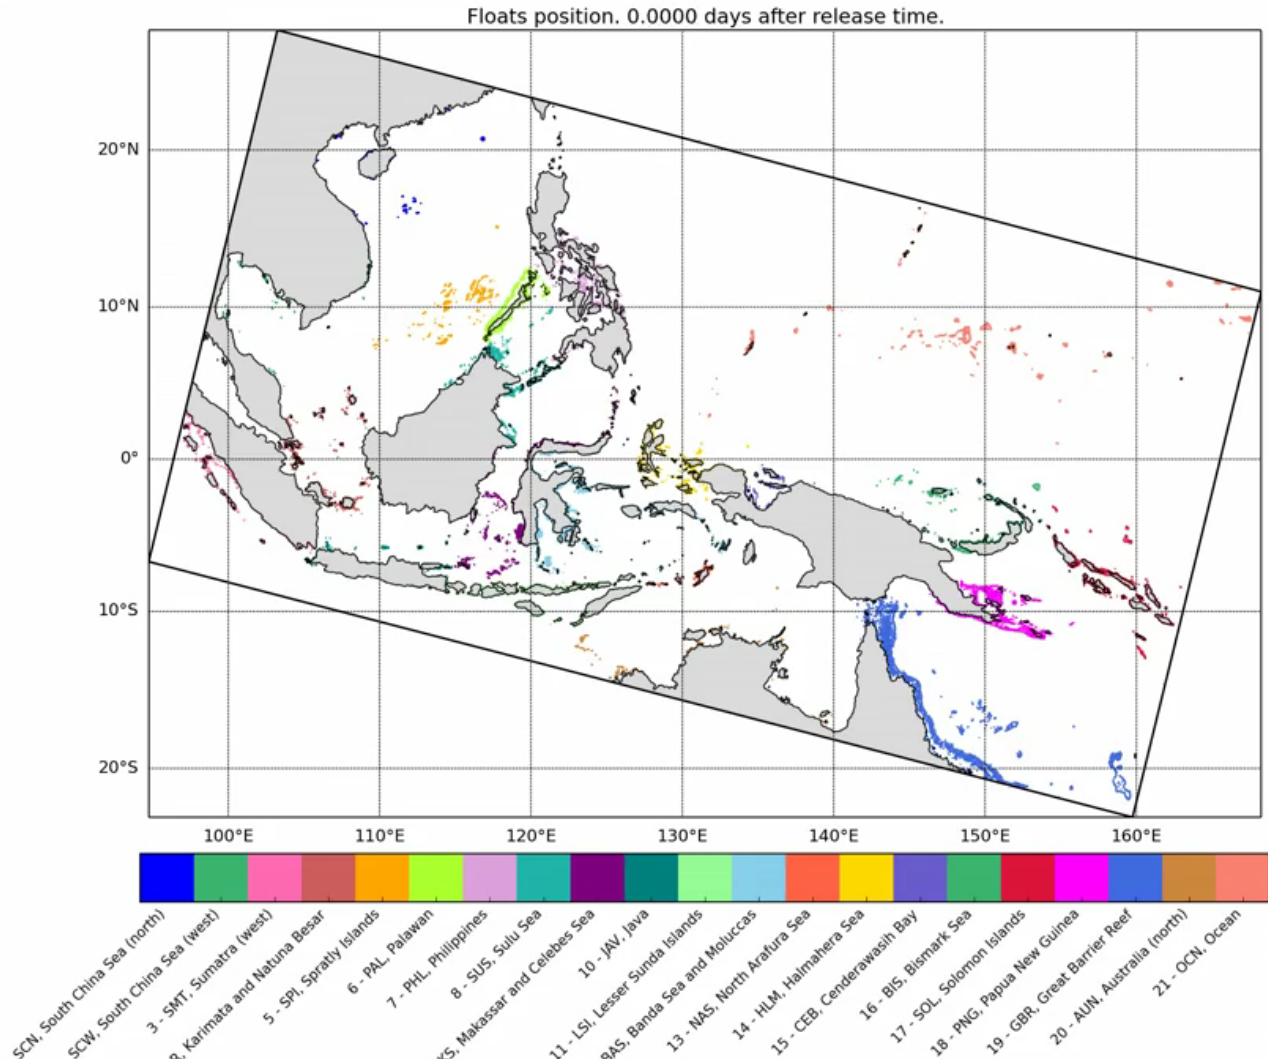 Floats position. 0.0000 days after release time.
20°N
10°N
0°
10°S
20°S
100°E 110°E 120°E 130°E 140°E 150°E 160°E
SCN, South China Sea (north)
SCW, South China Sea (west)
3 - SMT, Sumatra (west)
R, Karimata and Natuna Besar
5 - SPI, Spratly Islands
6 - PAL, Palawan
7 - PHL, Philippines
8 - SUS, Sulu Sea
KS, Makassar and Celebes Sea
10 - JAV, Java
11 - LSI, Lesser Sunda Islands
BAS, Banda Sea and Moluccas
13 - NAS, North Arafura Sea
14 - HLM, Halmahera Sea
15 - CEB, Cenderawasih Bay
16 - BIS, Bismark Sea
17 - SOL, Solomon Islands
18 - PNG, Papua New Guinea
19 - GBR, Great Barrier Reef
20 - AUN, Australia (north)
21 - OCN, Ocean